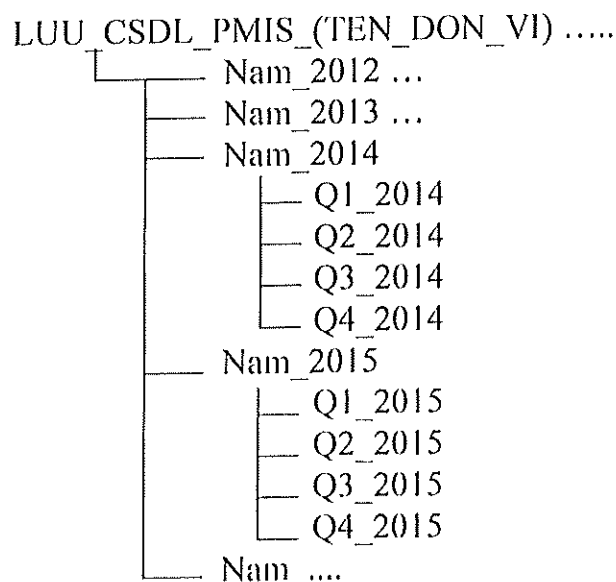 LUU_CSDL_PMIS_(TEN_DON_VI) .....
Nam_2012 ...
Nam_2013 ...
Nam_2014
Q1_2014
Q2_2014
Q3_2014
Q4_2014
Nam_2015
Q1_2015
Q2_2015
Q3_2015
Q4_2015
Nam ....